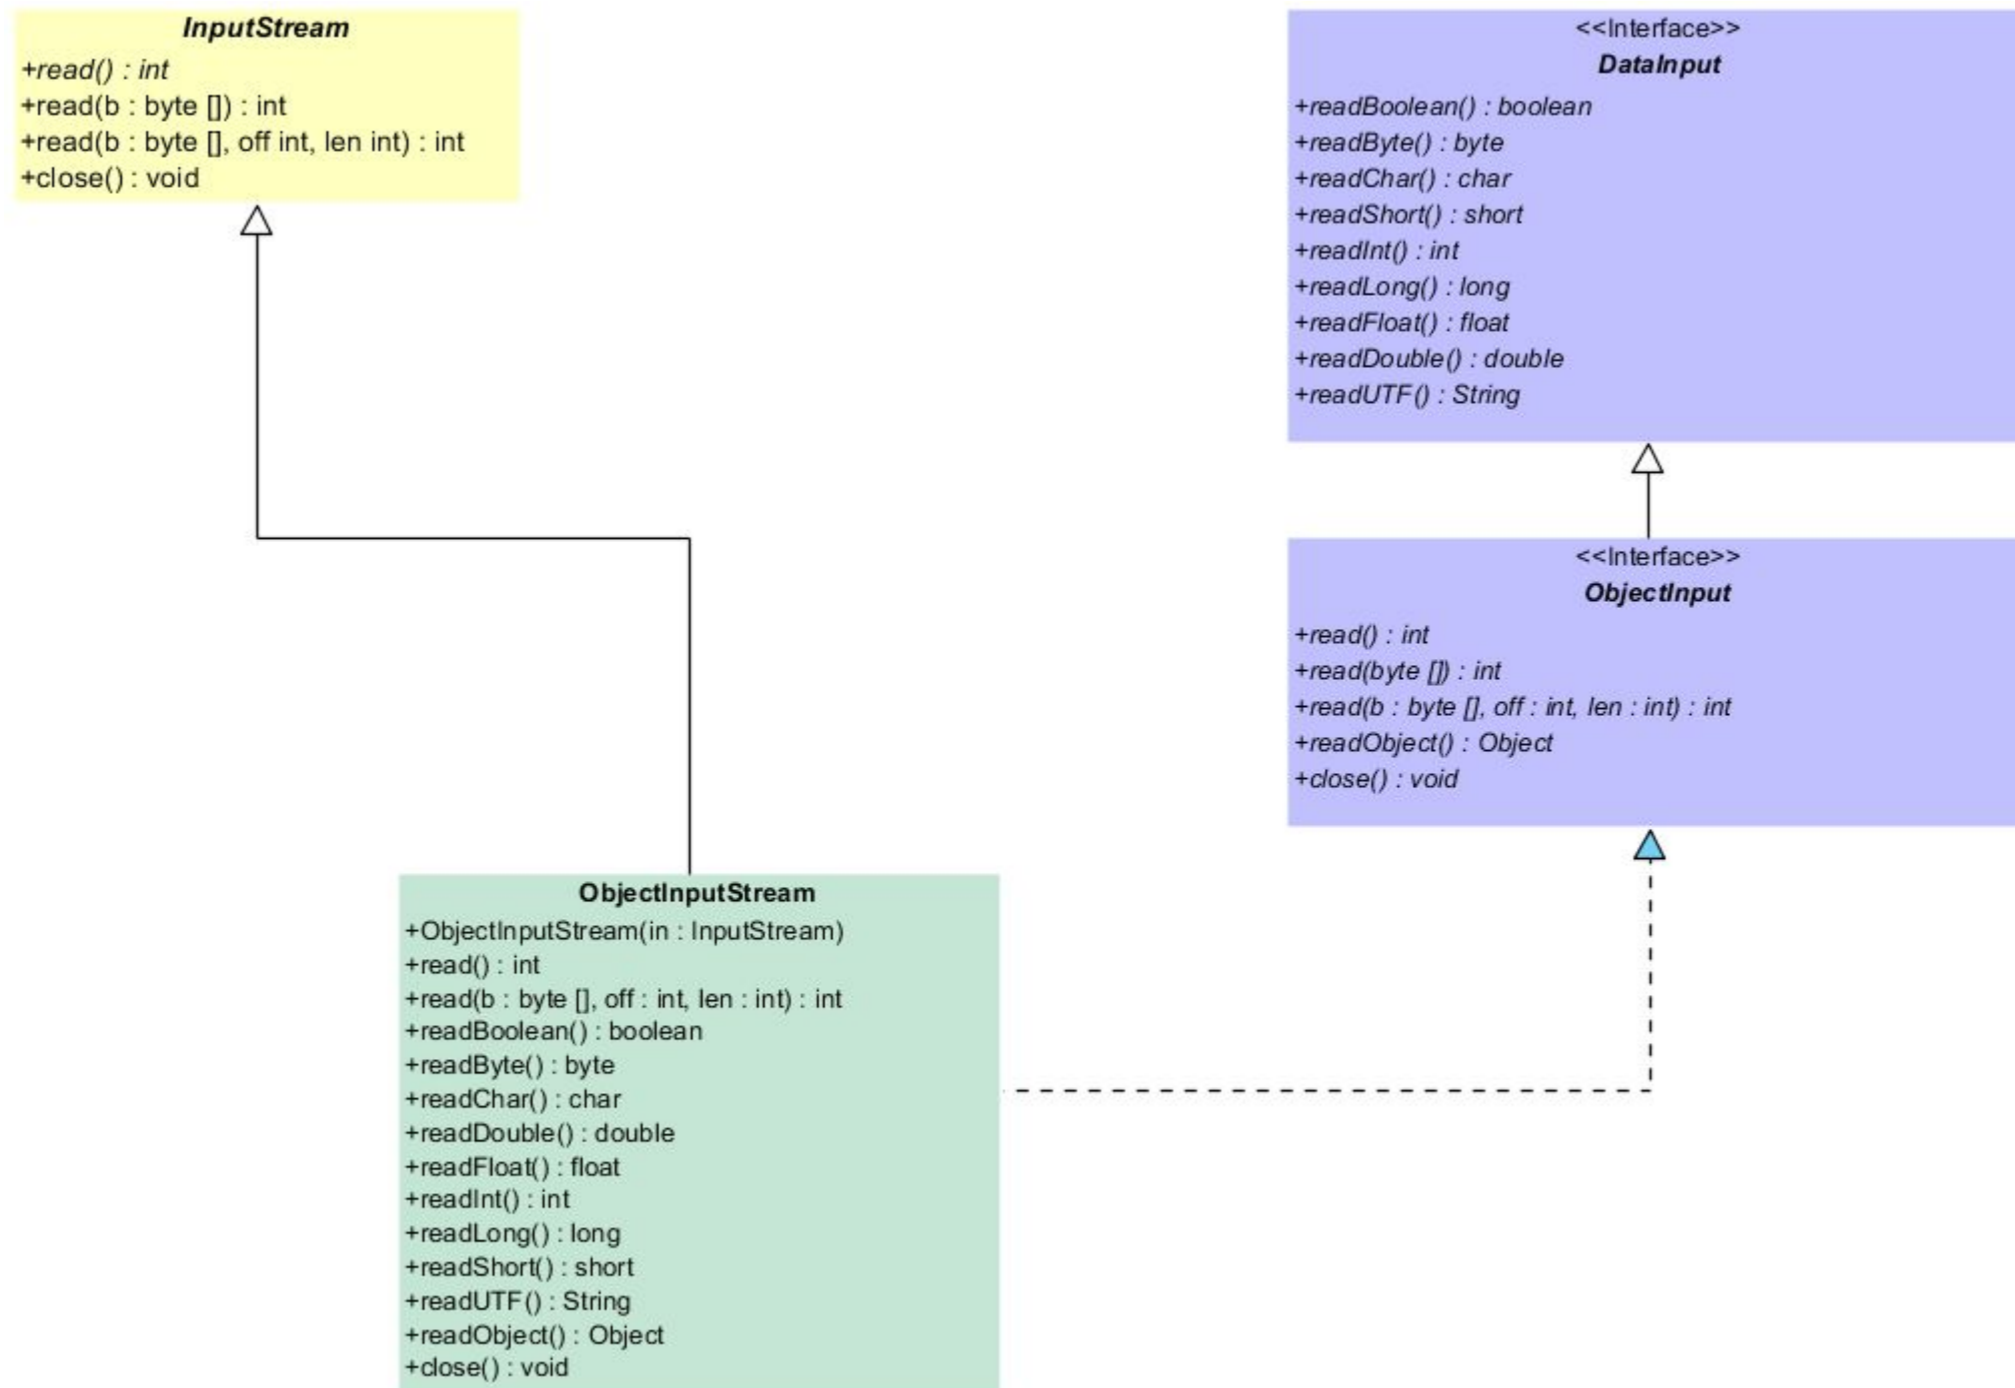 InputStream
+read() : int
+read(b : byte []) : int
+read(b : byte [], off int, len int) : int
+close() : void
<<Interface>>
DataInput
+readBoolean() : boolean
+readByte() : byte
+readChar() : char
+readShort() : short
+readInt() : int
+readLong() : long
+readFloat() : float
+readDouble() : double
+readUTF() : String
<<Interface>>
ObjectInput
+read() : int
+read(byte []) : int
+read(b : byte [], off : int, len : int) : int
+readObject() : Object
+close() : void
ObjectInputStream
+ObjectInputStream(in : InputStream)
+read() : int
+read(b : byte [], off : int, len : int) : int
+readBoolean() : boolean
+readByte() : byte
+readChar() : char
+readDouble() : double
+readFloat() : float
+readInt() : int
+readLong() : long
+readShort() : short
+readUTF() : String
+readObject() : Object
+close() : void